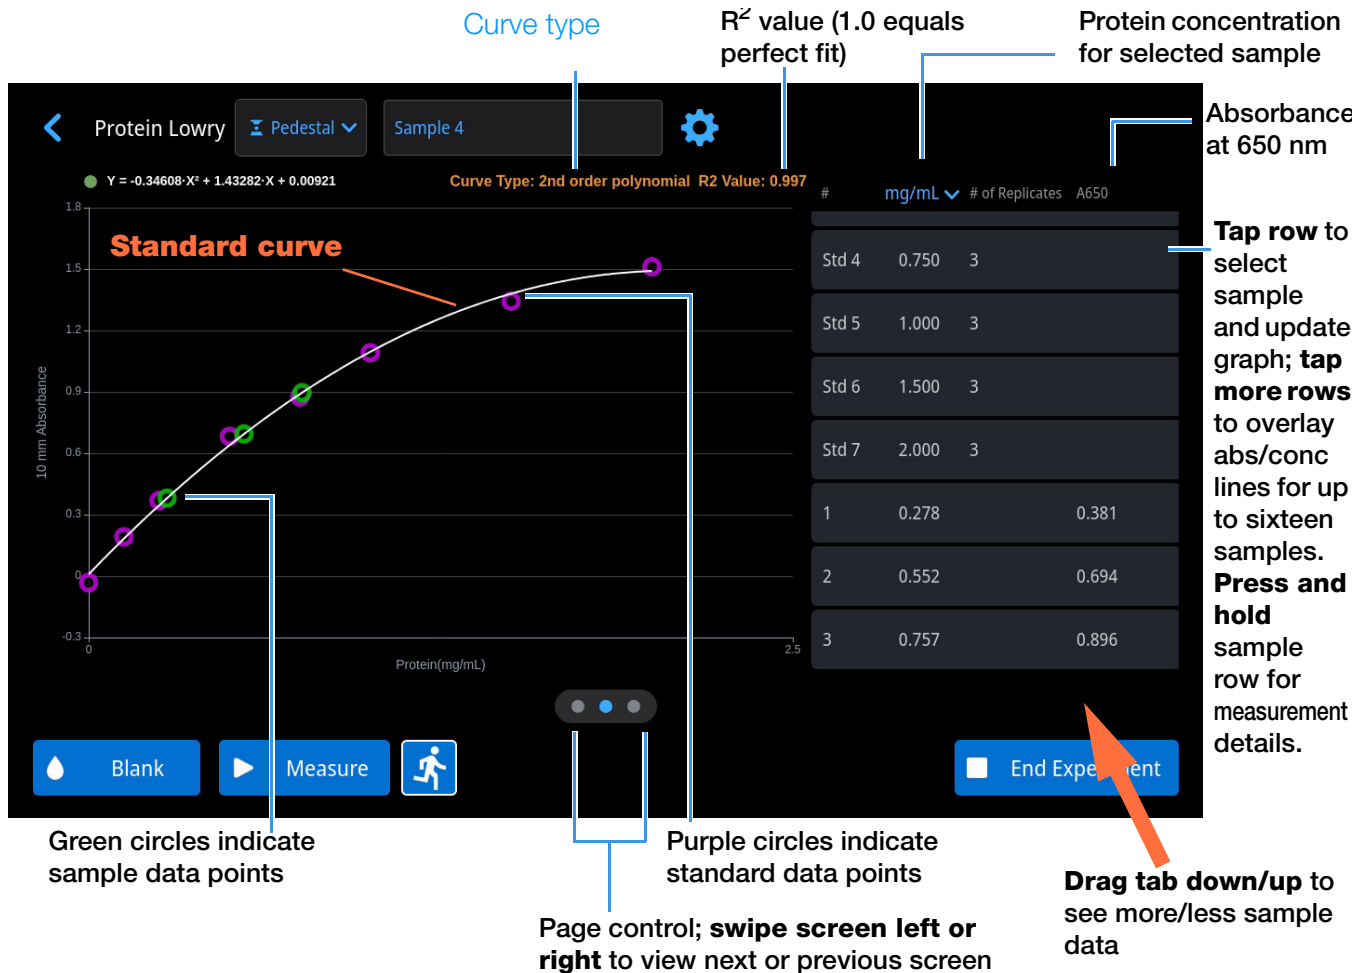 Curve type
R² value (1.0 equals
perfect fit)
Protein concentration
for selected sample
Absorbance
at 650 nm
Protein Lowry
Pedestal
Sample 4
Y = -0.34608·X² + 1.43282·X + 0.00921
Curve Type: 2nd order polynomial R2 Value: 0.997
# mg/mL # of Replicates A650
1.8
1.5
1.2
0.9
0.6
0.3
0
-0.3
10 mm Absorbance
Standard curve
0
2.5
Protein(mg/mL)
Std 4 0.750 3
Std 5 1.000 3
Std 6 1.500 3
Std 7 2.000 3
1 0.278 0.381
2 0.552 0.694
3 0.757 0.896
Tap row to
select
sample
and update
graph; tap
more rows
to overlay
abs/conc
lines for up
to sixteen
samples.
Press and
hold
sample
row for
measurement
details.
Blank
Measure
Green circles indicate
sample data points
Purple circles indicate
standard data points
Page control; swipe screen left or
right to view next or previous screen
Drag tab down/up to
see more/less sample
data